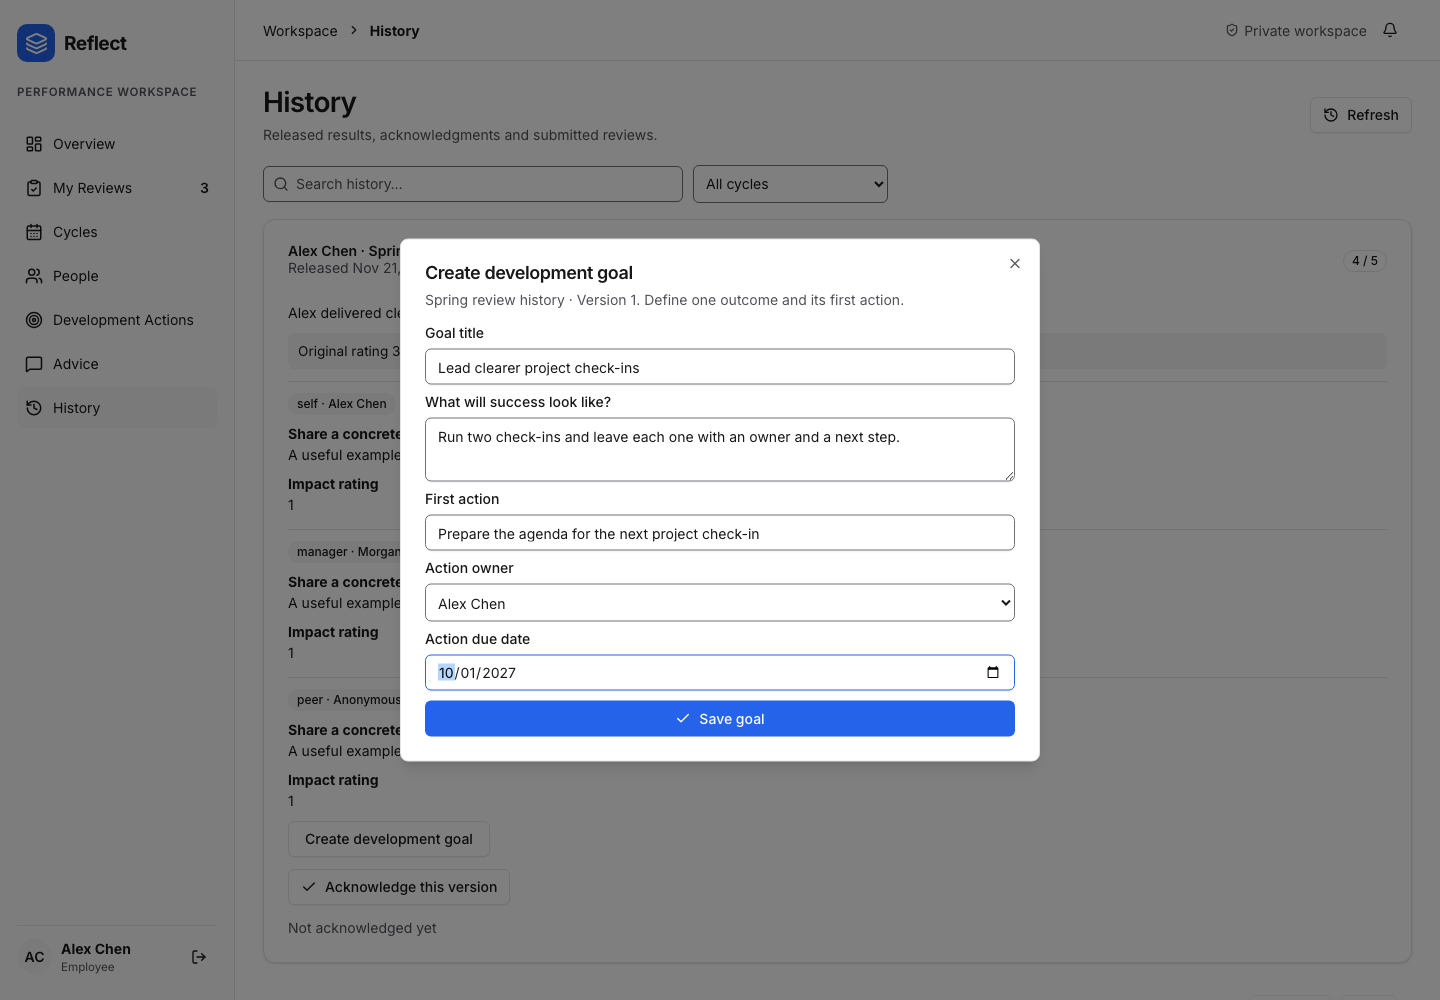 Reflect
PERFORMANCE WORKSPACE
Overview
My Reviews 3
Cycles
People
Development Actions
Advice
History
AC
Alex Chen
Employee
Workspace > History
Private workspace
History
Released results, acknowledgments and submitted reviews.
Refresh
Search history...
All cycles
Alex Chen ·
Released Nov 21,
4 / 5
Alex delivered
Original rating 3
self · Alex Chen
Share a concrete
A useful example
Impact rating
1
manager · Morgan
Share a concrete
A useful example
Impact rating
1
peer · Anonymous
Share a concrete
A useful example
Impact rating
1
Create development goal
Acknowledge this version
Not acknowledged yet
Create development goal
Spring review history · Version 1. Define one outcome and its first action.
Goal title
Lead clearer project check-ins
What will success look like?
Run two check-ins and leave each one with an owner and a next step.
First action
Prepare the agenda for the next project check-in
Action owner
Alex Chen
Action due date
10/01/2027
Save goal